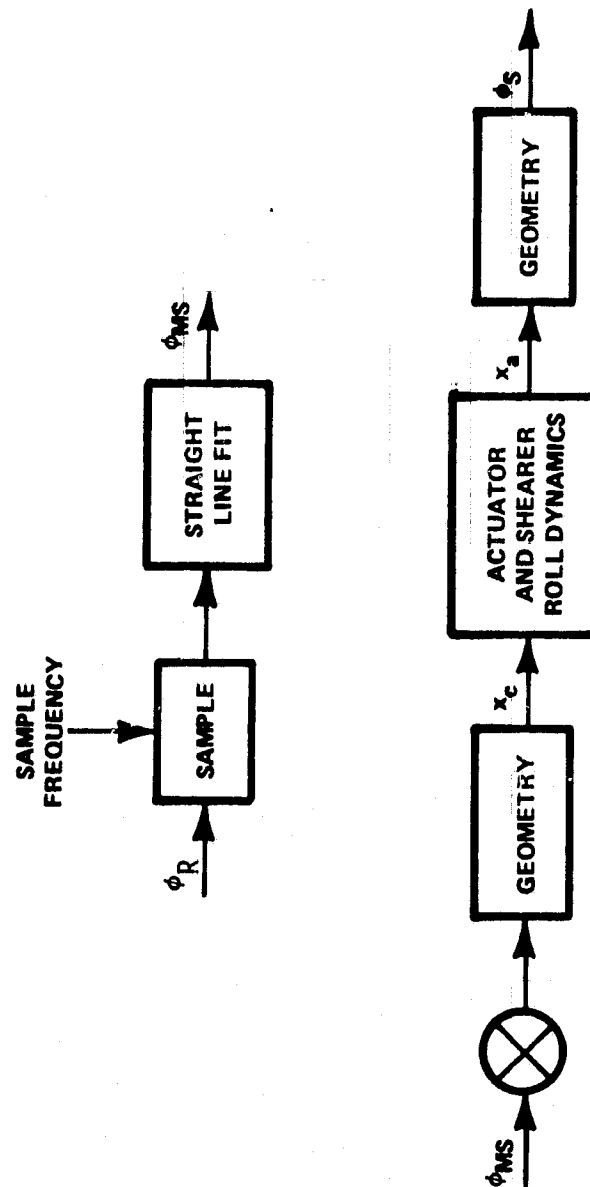 SAMPLE
FREQUENCY
ϕR
SAMPLE
STRAIGHT
LINE FIT
ϕMS
ϕMS
GEOMETRY
xc
ACTUATOR
AND SHEARER
ROLL DYNAMICS
xa
GEOMETRY
ϕS